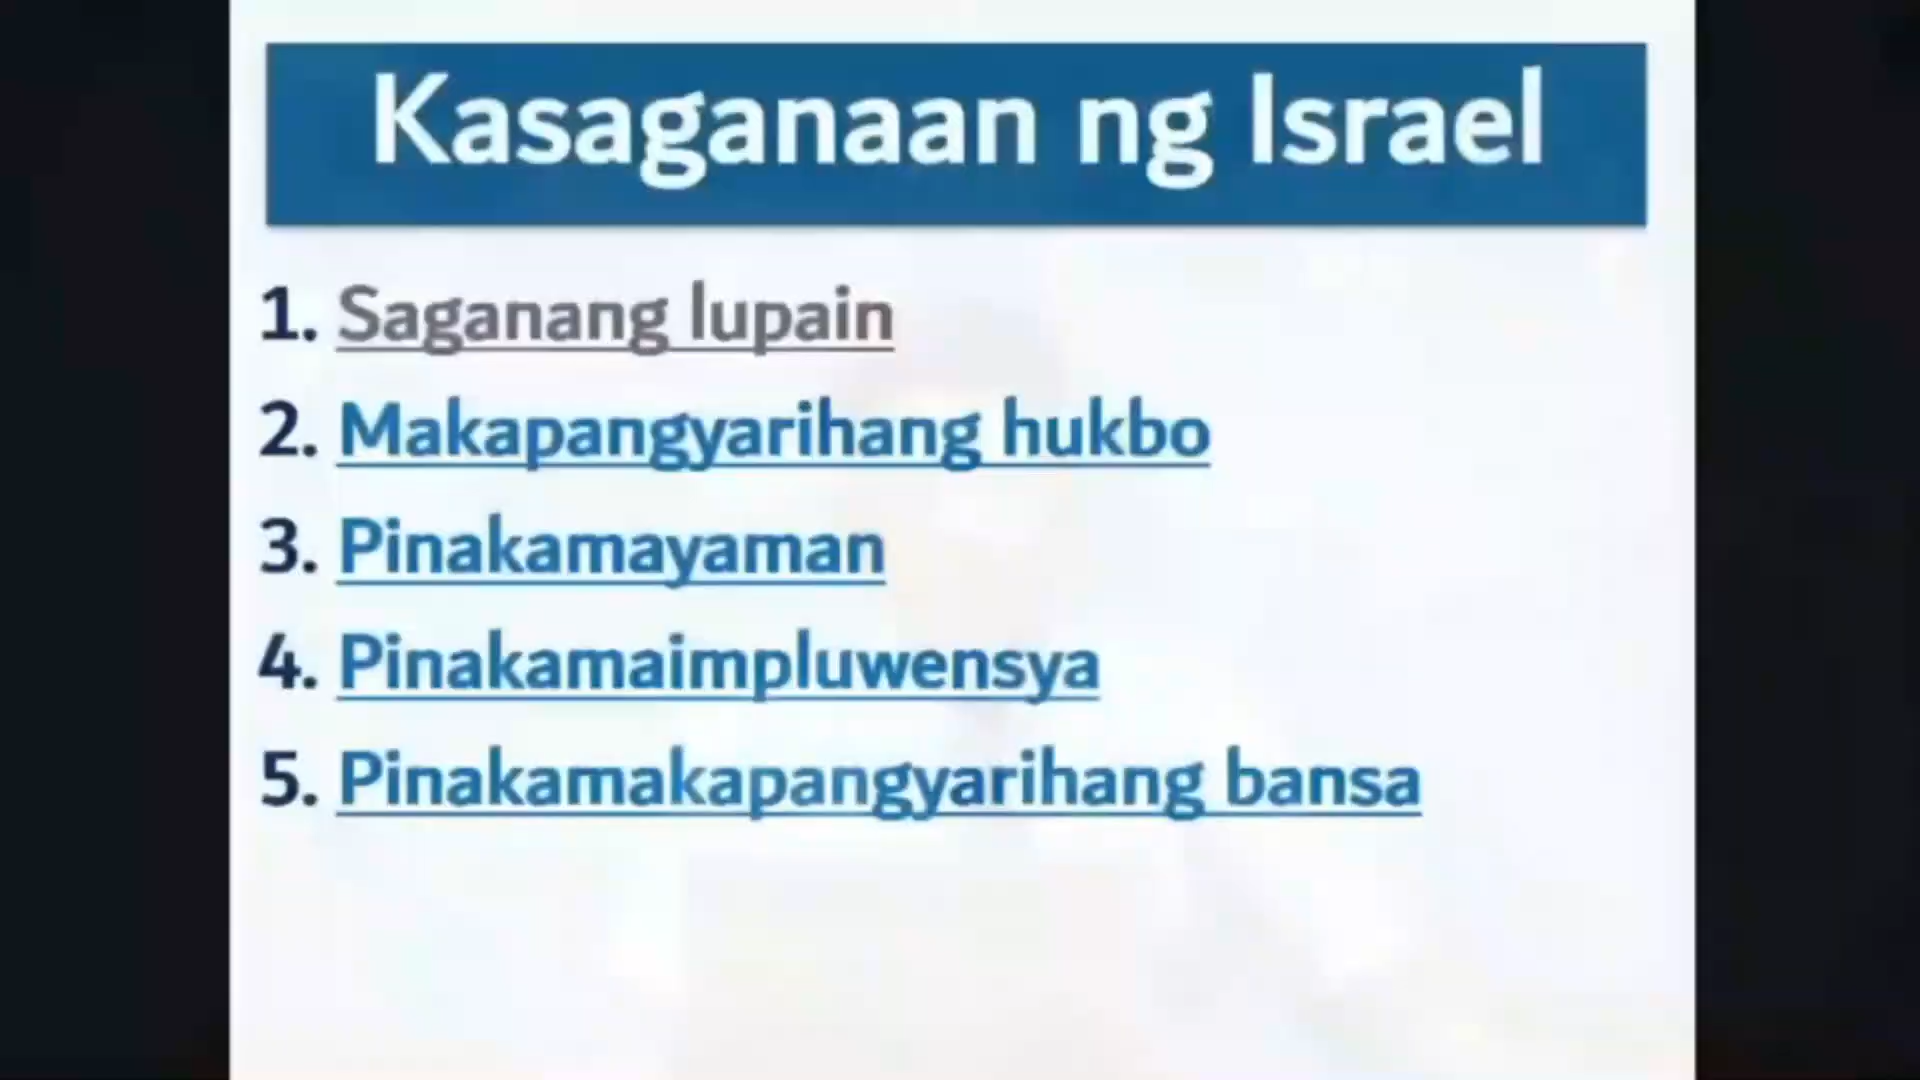 Kasaganaan ng Israel
1. Saganang lupain
2. Makapangyarihang hukbo
3. Pinakamayaman
4. Pinakamaimpluwensya
5. Pinakamakapangyarihang bansa